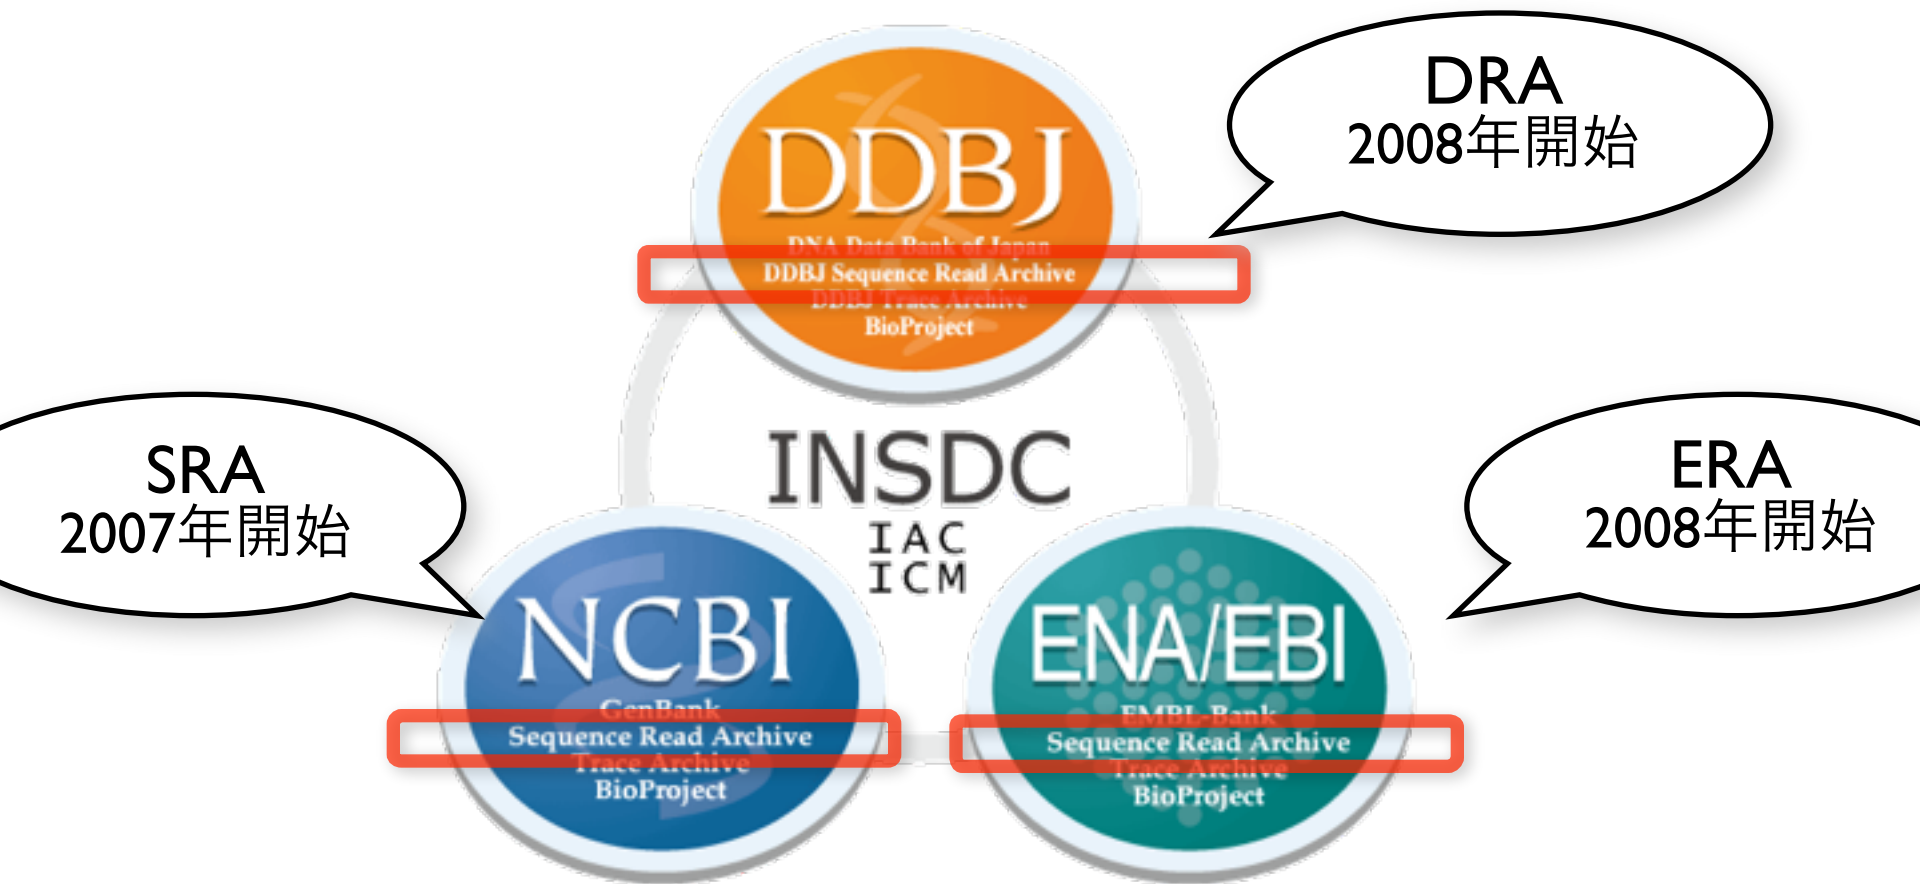 DRA
2008年開始
DDBJ
DNA Data Bank of Japan
DDBJ Sequence Read Archive
DDBJ Trace Archive
BioProject
SRA
2007年開始
INSDC
IAC
ICM
ERA
2008年開始
NCBI
GenBank
Sequence Read Archive
Trace Archive
BioProject
ENA/EBI
EMBL-Bank
Sequence Read Archive
Trace Archive
BioProject